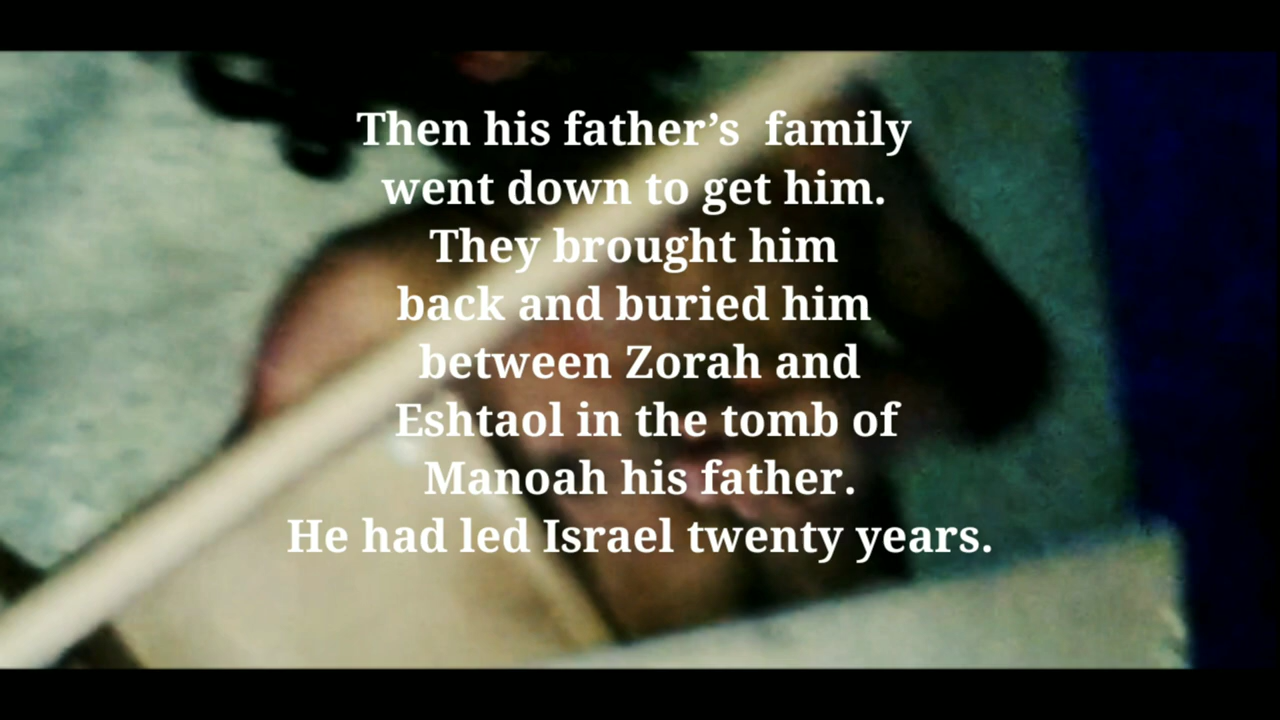 Then his father’s  family
went down to get him.
They brought him
back and buried him
between Zorah and
Eshtaol in the tomb of
Manoah his father.
He had led Israel twenty years.